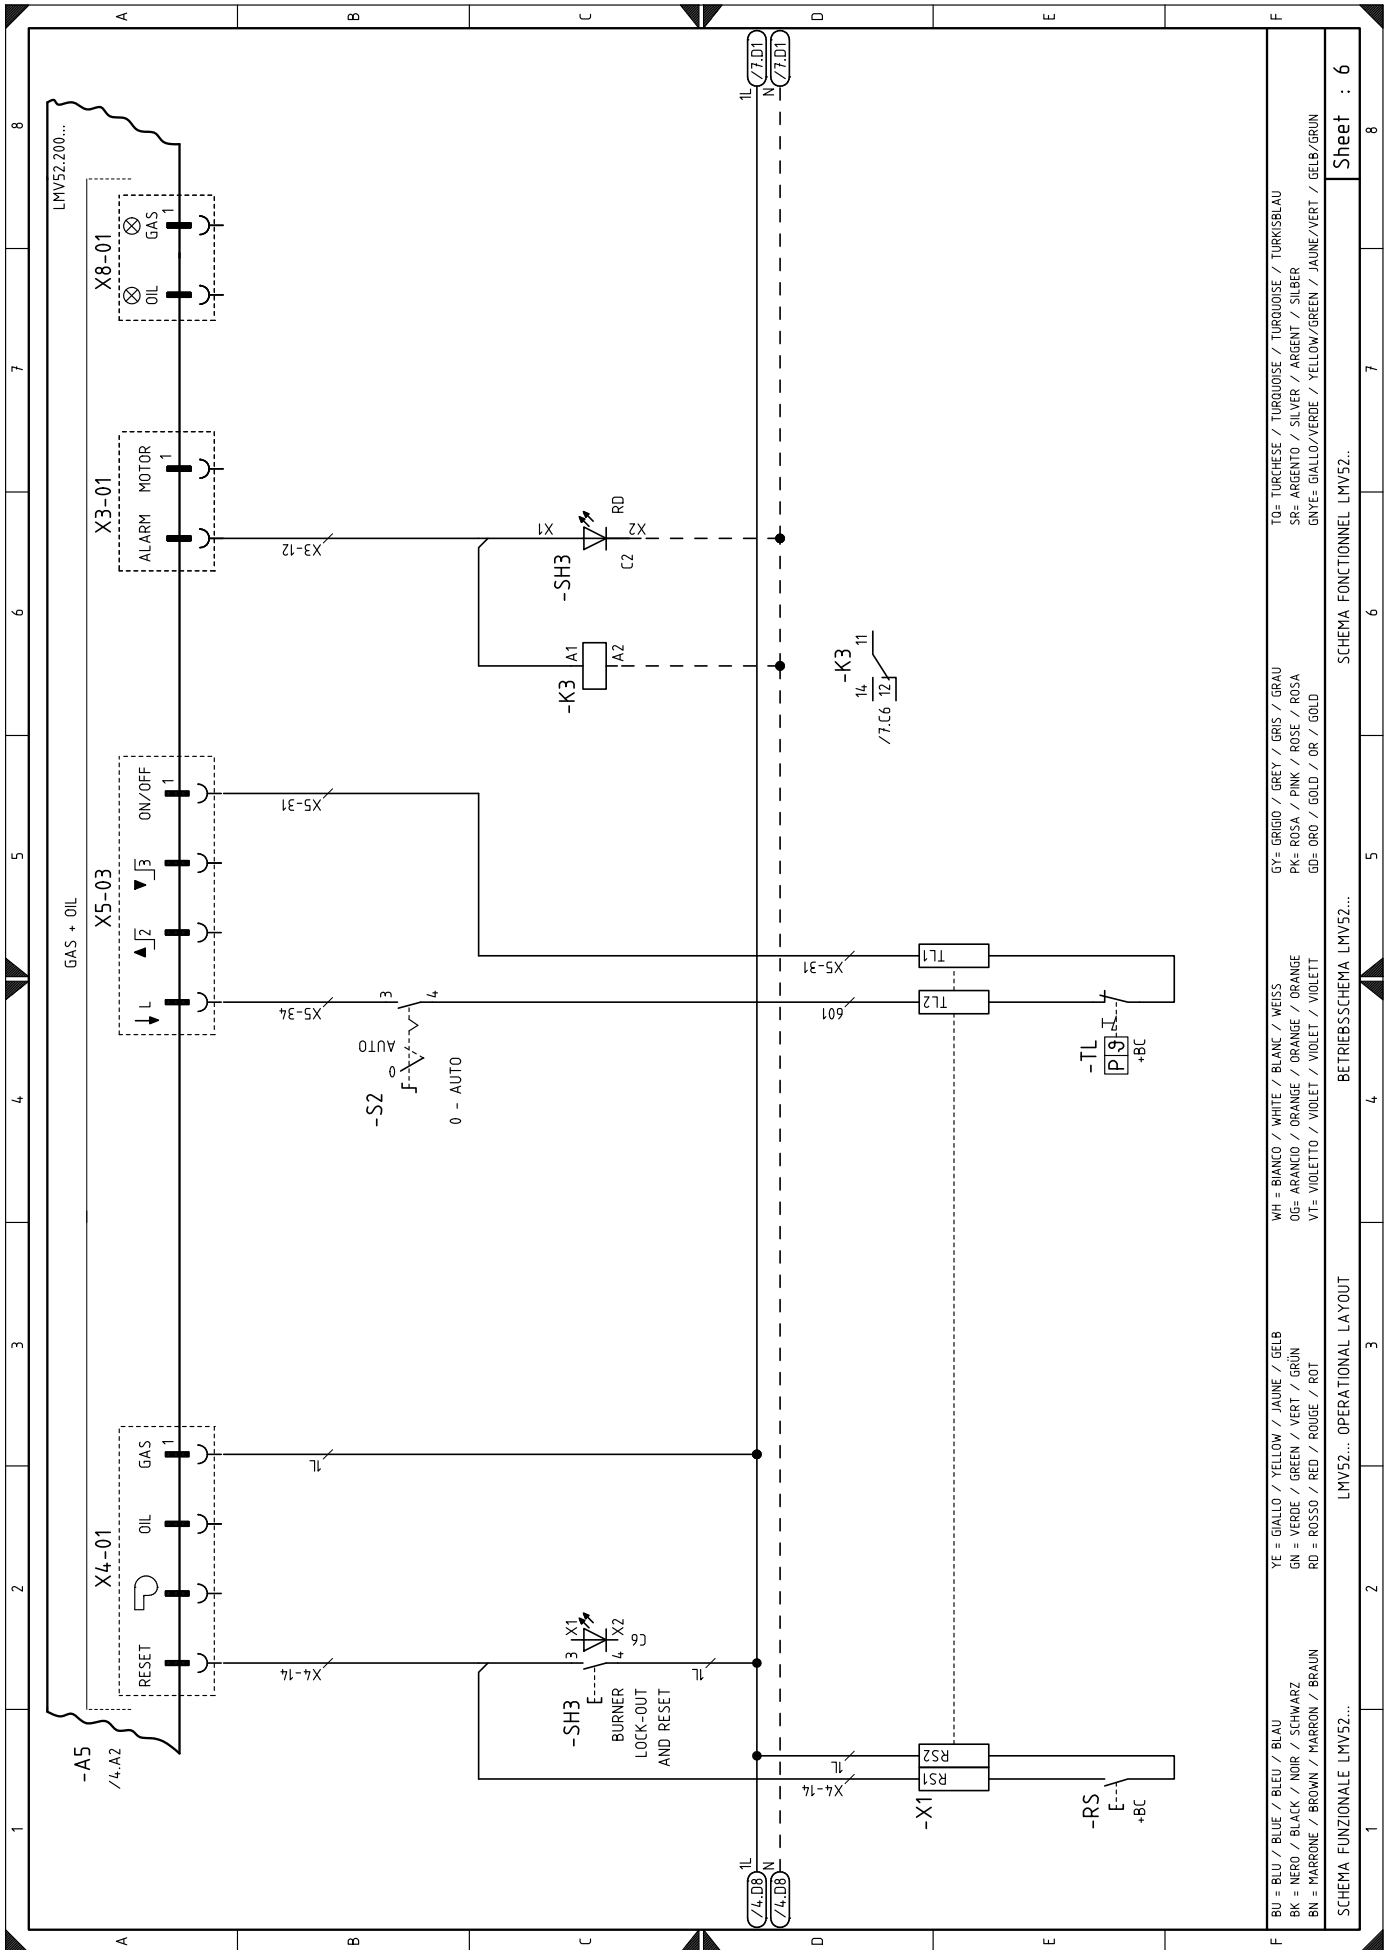 1 2 3 4 5 6 7 8
A
B
C
D
E
F
LMV52.200...
GAS + OIL
-A5
/4.A2
X4-01
RESET
OIL
GAS
1
X5-03
L
2
3
ON/OFF
1
X3-01
ALARM
MOTOR
1
X8-01
OIL
GAS
1
X4-14
1L
X5-34
X5-31
X3-12
-S2
0
AUTO
3
4
0 - AUTO
-SH3
BURNER
LOCK-OUT
AND RESET
3
4
X1
X2
C6
1L
-K3
A1
A2
-SH3
X1
X2
C2
RD
/4.D8
1L
/4.D8
N
1L
/7.D1
N
/7.D1
X4-14
1L
601
X5-31
-K3
14
12
11
/7.C6
-X1
RS1
RS2
TL2
TL1
-RS
+BC
-TL
P
+BC
BU = BLU / BLUE / BLEU / BLAU
BK = NERO / BLACK / NOIR / SCHWARZ
BN = MARRONE / BROWN / MARRON / BRAUN
YE = GIALLO / YELLOW / JAUNE / GELB
GN = VERDE / GREEN / VERT / GRÜN
RD = ROSSO / RED / ROUGE / ROT
WH = BIANCO / WHITE / BLANC / WEISS
OG= ARANCIO / ORANGE / ORANGE / ORANGE
VT= VIOLETTO / VIOLET / VIOLET / VIOLETT
GY= GRIGIO / GREY / GRIS / GRAU
PK= ROSA / PINK / ROSE / ROSA
GD= ORO / GOLD / OR / GOLD
TQ= TURCHESE / TURQUOISE / TURQUOISE / TURKISBLAU
SR= ARGENTO / SILVER / ARGENT / SILBER
GNYE= GIALLO/VERDE / YELLOW/GREEN / JAUNE/VERT / GELB/GRUN
SCHEMA FUNZIONALE LMV52...
LMV52... OPERATIONAL LAYOUT
BETRIEBSSCHEMA LMV52...
SCHEMA FONCTIONNEL LMV52..
Sheet : 6
1 2 3 4 5 6 7 8
A
B
C
D
E
F